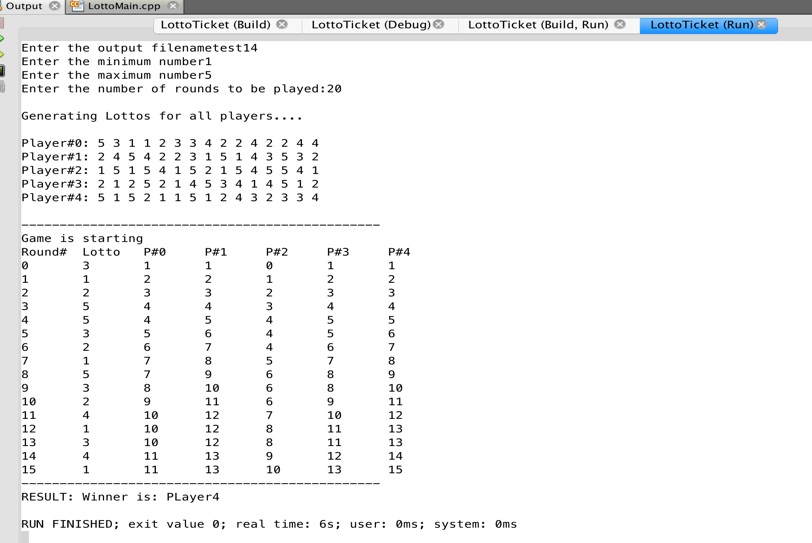 Output LottoMain.cpp
LottoTicket (Build) LottoTicket (Debug) LottoTicket (Build, Run) LottoTicket (Run)
Enter the output filenametest14
Enter the minimum number1
Enter the maximum number5
Enter the number of rounds to be played:20
Generating Lottos for all players....
Player#0: 5 3 1 1 2 3 3 4 2 2 4 2 2 4 4
Player#1: 2 4 5 4 2 2 3 1 5 1 4 3 5 3 2
Player#2: 1 5 1 5 4 1 5 2 1 5 4 5 5 4 1
Player#3: 2 1 2 5 2 1 4 5 3 4 1 4 5 1 2
Player#4: 5 1 5 2 1 1 5 1 2 4 3 2 3 3 4
-----------------------------------------------
Game is starting
Round# Lotto P#0 P#1 P#2 P#3 P#4
0 3 1 1 0 1 1
1 1 2 2 1 2 2
2 2 3 3 2 3 3
3 5 4 4 3 4 4
4 5 4 5 4 5 5
5 3 5 6 4 5 6
6 2 6 7 4 6 7
7 1 7 8 5 7 8
8 5 7 9 6 8 9
9 3 8 10 6 8 10
10 2 9 11 6 9 11
11 4 10 12 7 10 12
12 1 10 12 8 11 13
13 3 10 12 8 11 13
14 4 11 13 9 12 14
15 1 11 13 10 13 15
-----------------------------------------------
RESULT: Winner is: PLayer4
RUN FINISHED; exit value 0; real time: 6s; user: 0ms; system: 0ms